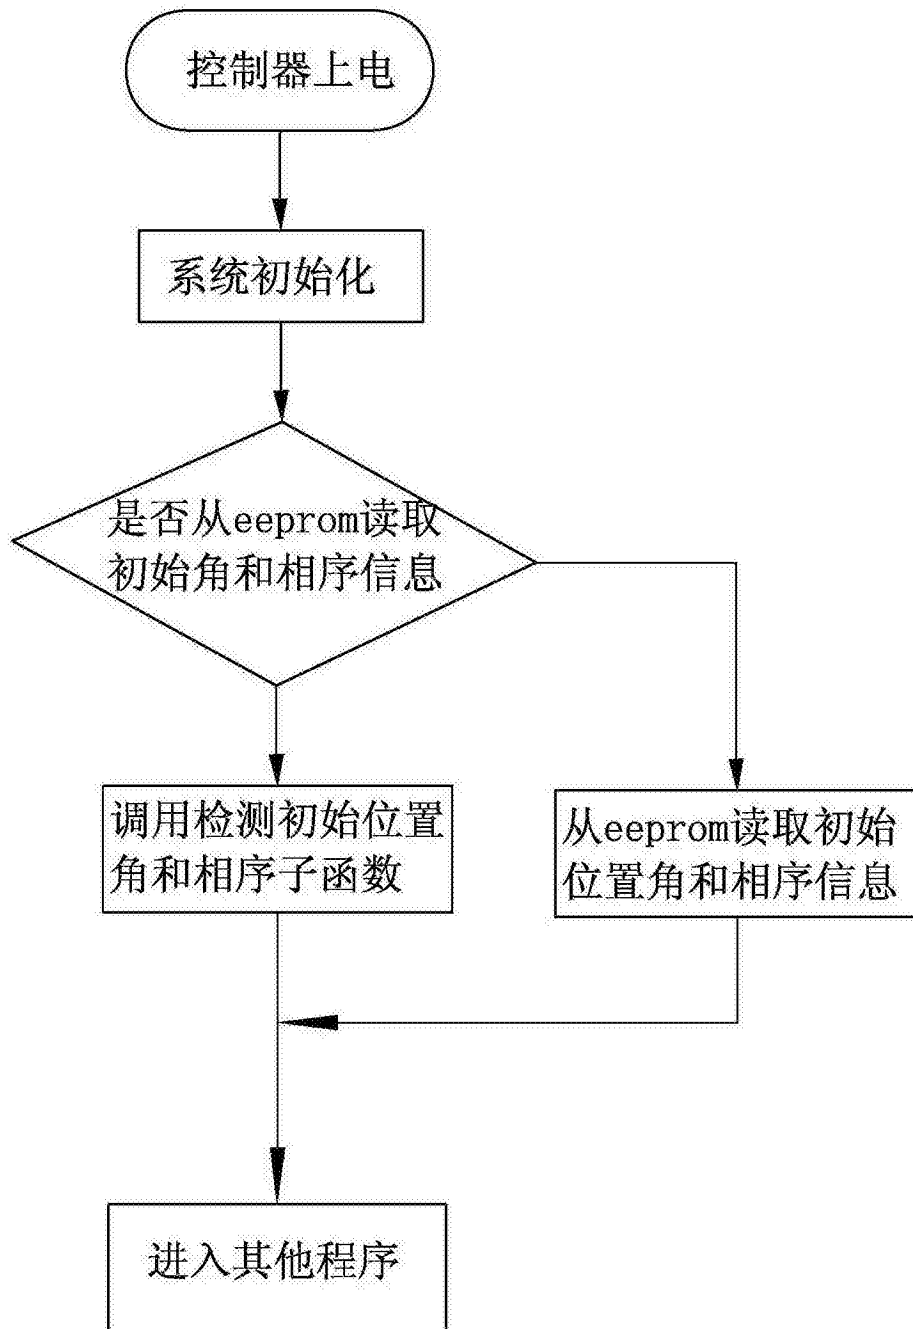 控制器上电
系统初始化
是否从eeprom读取
初始角和相序信息
调用检测初始位置
角和相序子函数
从eeprom读取初始
位置角和相序信息
进入其他程序